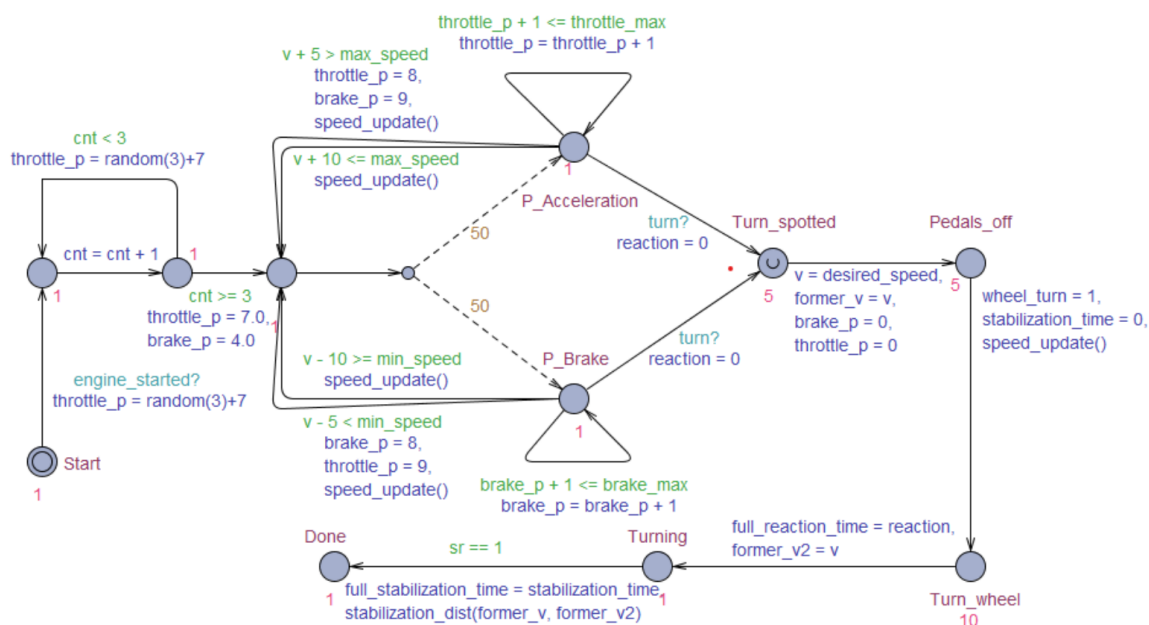 throttle_p + 1 <= throttle_max
throttle_p = throttle_p + 1
v + 5 > max_speed
throttle_p = 8,
brake_p = 9,
speed_update()
cnt < 3
throttle_p = random(3)+7
v + 10 <= max_speed
speed_update()
1
P_Acceleration
turn?
reaction = 0
Turn_spotted
Pedals_off
50
cnt = cnt + 1
1
1
cnt >= 3
throttle_p = 7.0,
brake_p = 4.0
1
5
v = desired_speed,
former_v = v,
brake_p = 0,
throttle_p = 0
5
wheel_turn = 1,
stabilization_time = 0,
speed_update()
50
turn?
reaction = 0
P_Brake
v - 10 >= min_speed
speed_update()
engine_started?
throttle_p = random(3)+7
v - 5 < min_speed
brake_p = 8,
throttle_p = 9,
speed_update()
1
Start
1
brake_p + 1 <= brake_max
brake_p = brake_p + 1
Done
sr == 1
Turning
full_reaction_time = reaction,
former_v2 = v
1
full_stabilization_time = stabilization_time,
stabilization_dist(former_v, former_v2)
1
Turn_wheel
10